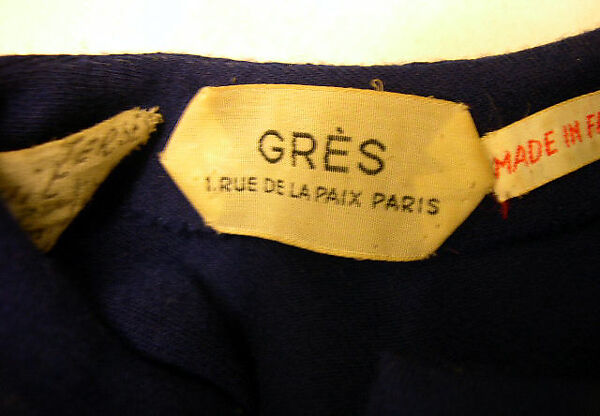 GRÈS
1. RUE DE LA PAIX PARIS
MADE IN